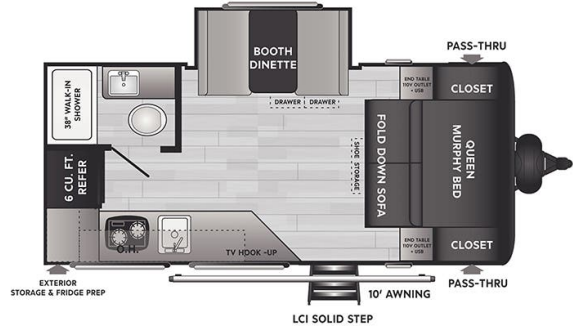 BOOTH
DINETTE
PASS-THRU
END TABLE
110V OUTLET
+ USB
CLOSET
38" WALK-IN
SHOWER
DRAWER
DRAWER
6 CU. FT.
REFER
SHOE STORAGE
FOLD DOWN SOFA
QUEEN
MURPHY BED
O.H.
TV HOOK-UP
END TABLE
110V OUTLET
+ USB
CLOSET
EXTERIOR
STORAGE & FRIDGE PREP
10' AWNING
PASS-THRU
LCI SOLID STEP